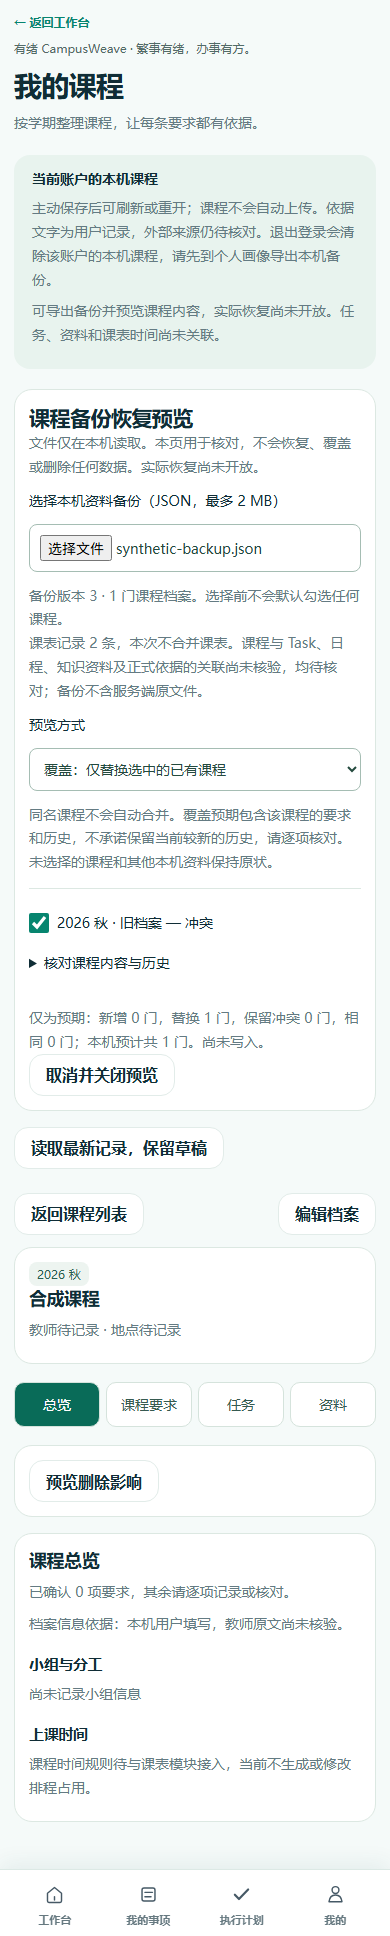 ← 返回工作台
有绪 CampusWeave · 繁事有绪，办事有方。
我的课程
按学期整理课程，让每条要求都有依据。
当前账户的本机课程
主动保存后可刷新或重开；课程不会自动上传。依据
文字为用户记录，外部来源仍待核对。退出登录会清
除该账户的本机课程，请先到个人画像导出本机备
份。
可导出备份并预览课程内容，实际恢复尚未开放。任
务、资料和课表时间尚未关联。
课程备份恢复预览
文件仅在本机读取。本页用于核对，不会恢复、覆盖
或删除任何数据。实际恢复尚未开放。
选择本机资料备份（JSON，最多 2 MB）
选择文件 synthetic-backup.json
备份版本 3 · 1 门课程档案。选择前不会默认勾选任何
课程。
课表记录 2 条，本次不合并课表。课程与 Task、日
程、知识资料及正式依据的关联尚未核验，均待核
对；备份不含服务端原文件。
预览方式
覆盖：仅替换选中的已有课程
同名课程不会自动合并。覆盖预期包含该课程的要求
和历史，不承诺保留当前较新的历史，请逐项核对。
未选择的课程和其他本机资料保持原状。
2026 秋 · 旧档案 — 冲突
▶ 核对课程内容与历史
仅为预期：新增 0 门，替换 1 门，保留冲突 0 门，相
同 0 门；本机预计共 1 门。尚未写入。
取消并关闭预览
读取最新记录，保留草稿
返回课程列表 编辑档案
2026 秋
合成课程
教师待记录 · 地点待记录
总览 课程要求 任务 资料
预览删除影响
课程总览
已确认 0 项要求，其余请逐项记录或核对。
档案信息依据：本机用户填写，教师原文尚未核验。
小组与分工
尚未记录小组信息
上课时间
课程时间规则待与课表模块接入，当前不生成或修改
排程占用。
工作台 我的事项 执行计划 我的